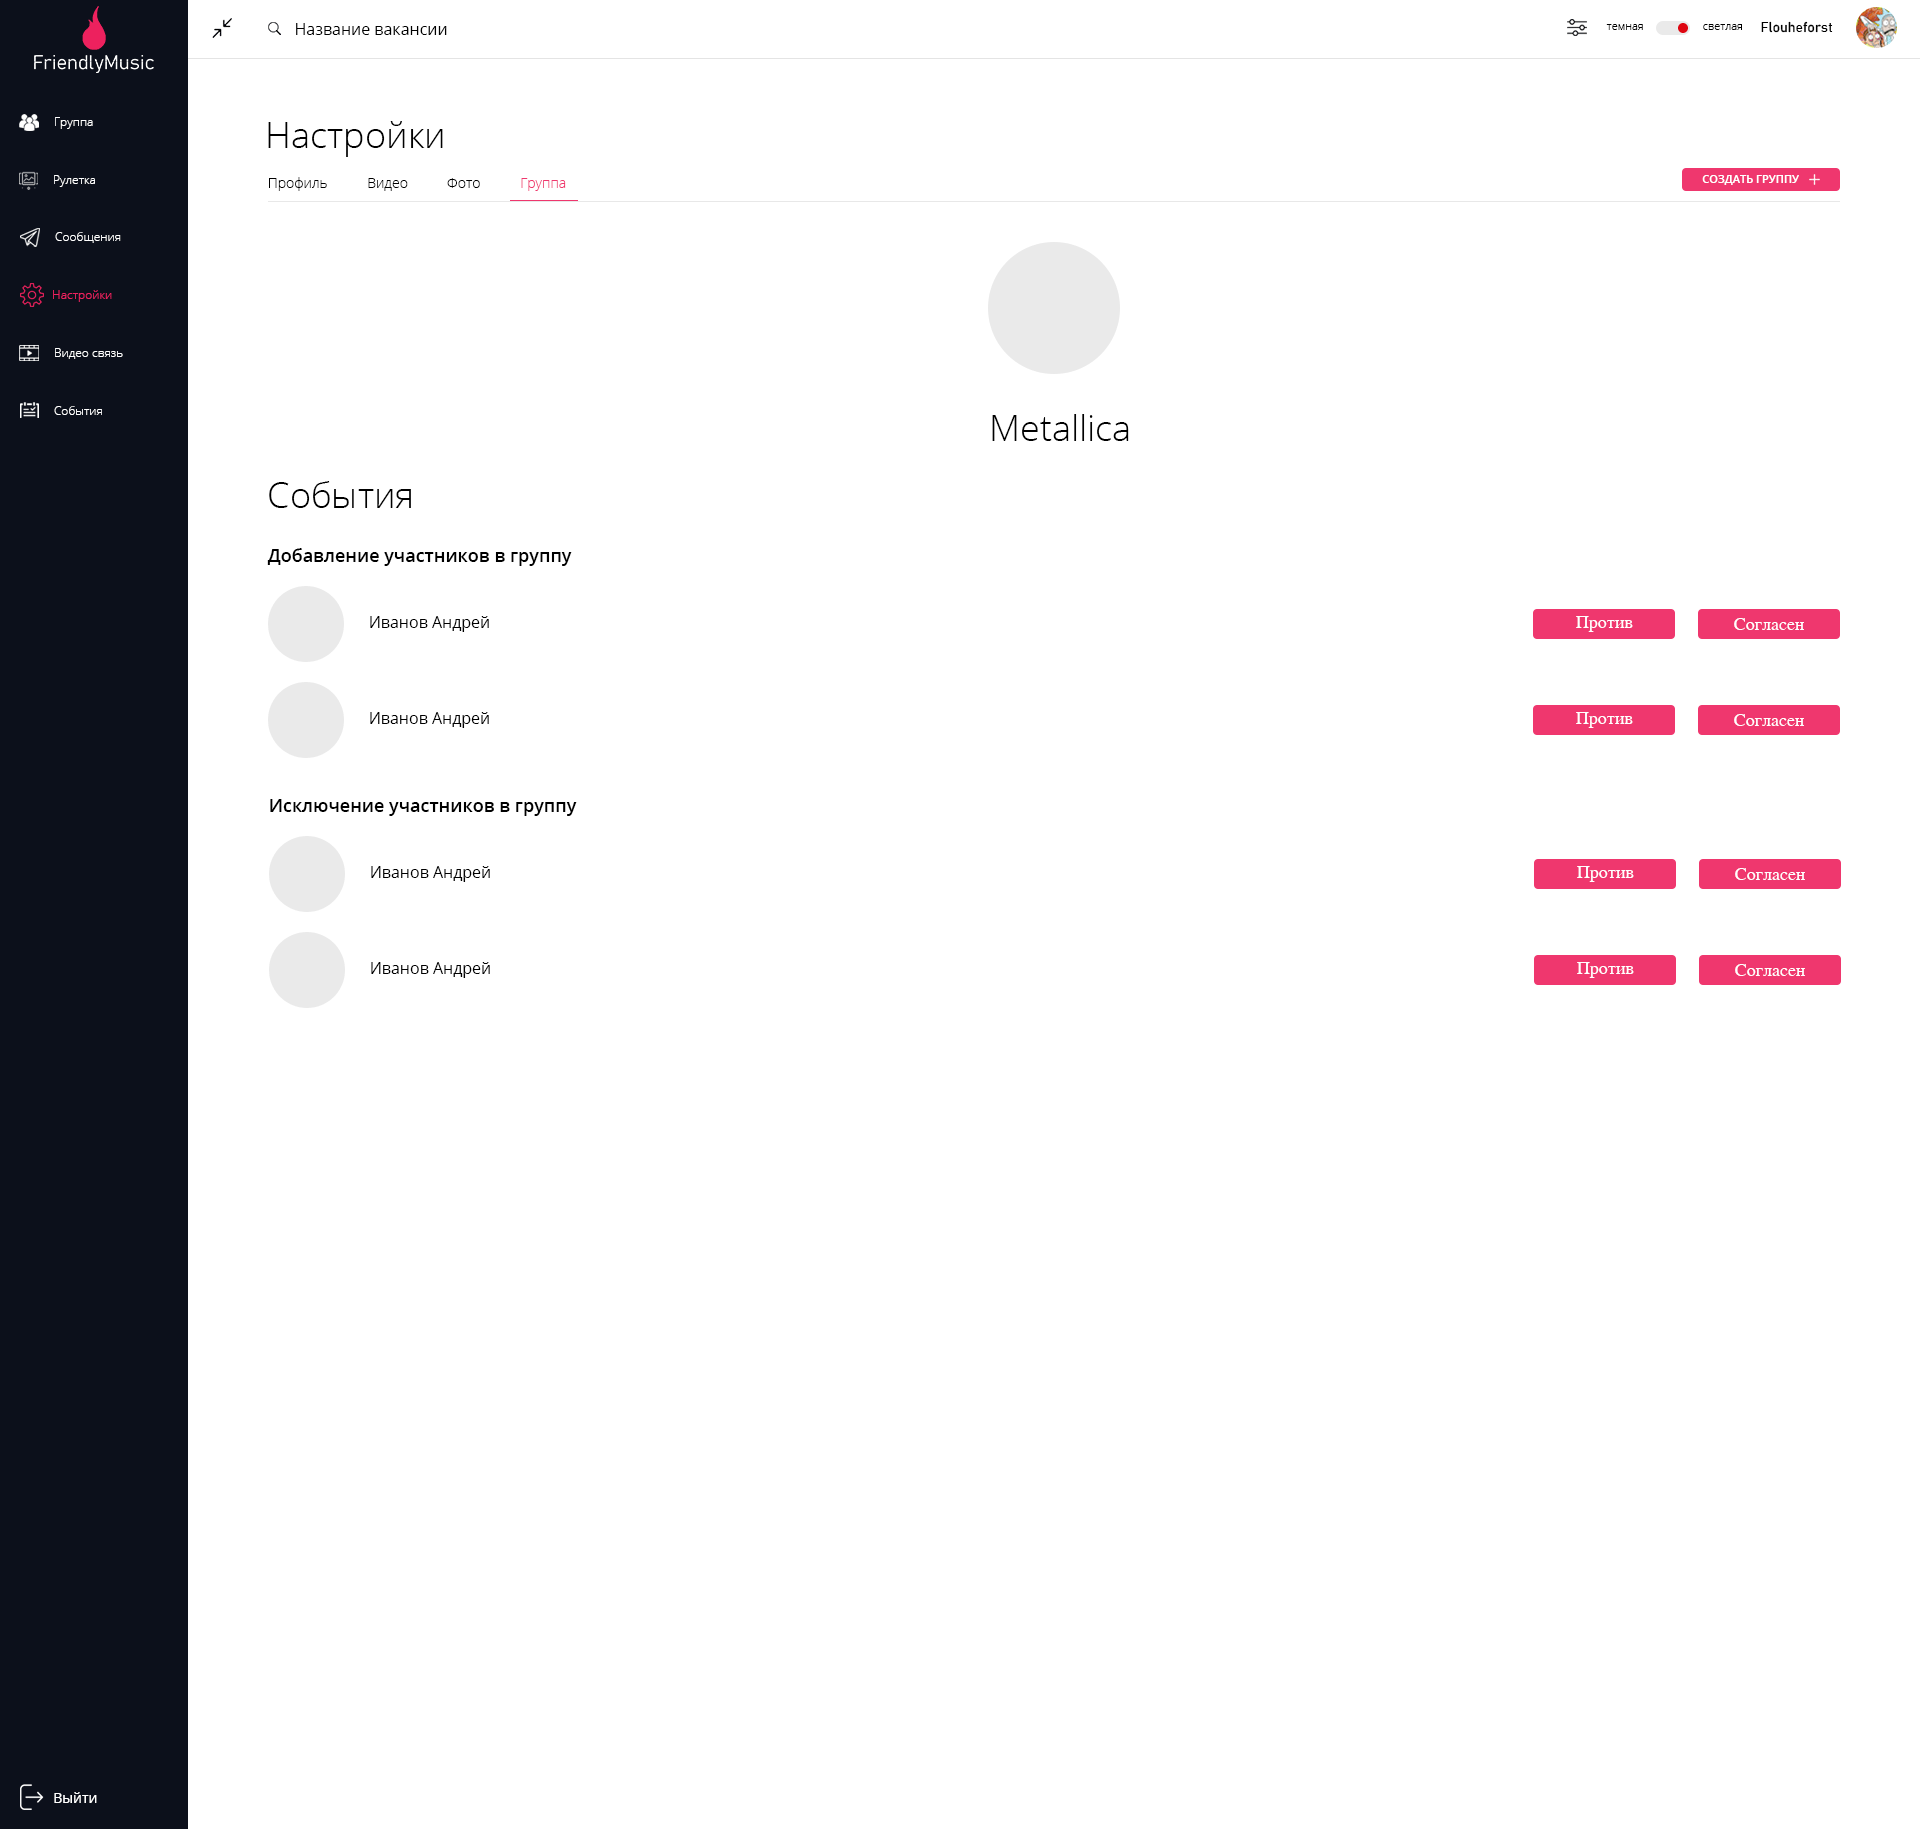 FriendlyMusic
Группа
Рулетка
Сообщения
Настройки
Видео связь
События
Выйти
Название вакансии
темная
светлая
Flouheforst
Настройки
Профиль
Видео
Фото
Группа
СОЗДАТЬ ГРУППУ +
Metallica
События
Добавление участников в группу
Иванов Андрей
Против
Согласен
Иванов Андрей
Против
Согласен
Исключение участников в группу
Иванов Андрей
Против
Согласен
Иванов Андрей
Против
Согласен